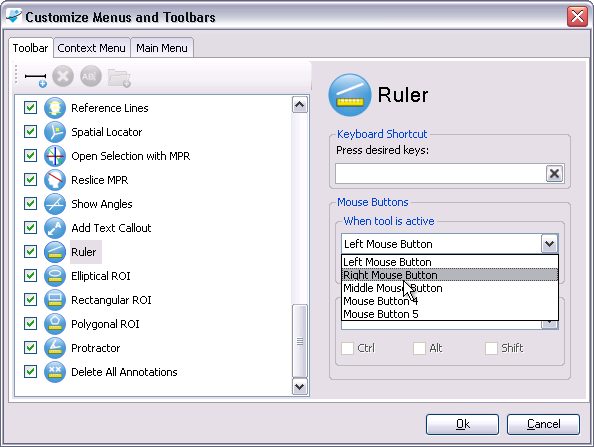 Customize Menus and Toolbars
Toolbar Context Menu Main Menu
Reference Lines
Spatial Locator
Open Selection with MPR
Reslice MPR
Show Angles
Add Text Callout
Ruler
Elliptical ROI
Rectangular ROI
Polygonal ROI
Protractor
Delete All Annotations
Ruler
Keyboard Shortcut
Press desired keys:
Mouse Buttons
When tool is active
Left Mouse Button
Left Mouse Button
Right Mouse Button
Middle Mouse Button
Mouse Button 4
Mouse Button 5
Ctrl Alt Shift
Ok Cancel